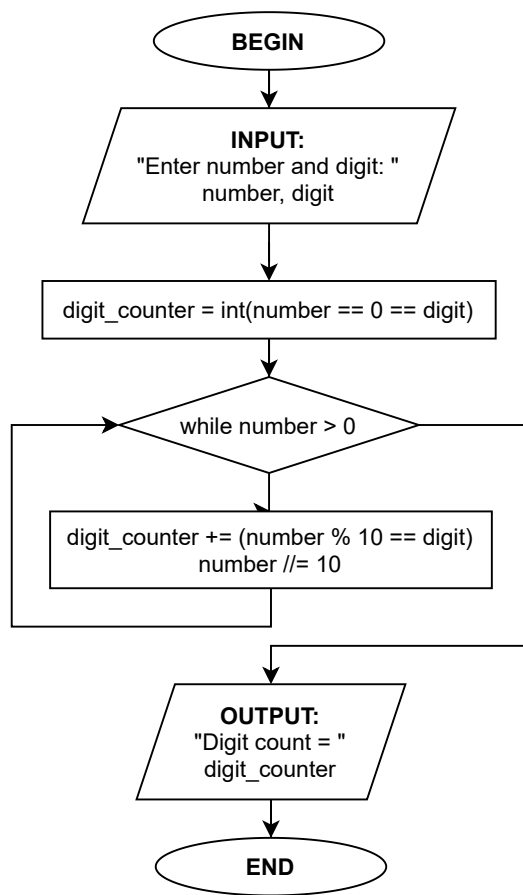 BEGIN
INPUT:
"Enter number and digit: "
number, digit
digit_counter = int(number == 0 == digit)
while number > 0
digit_counter += (number % 10 == digit)
number //= 10
OUTPUT:
"Digit count = "
digit_counter
END